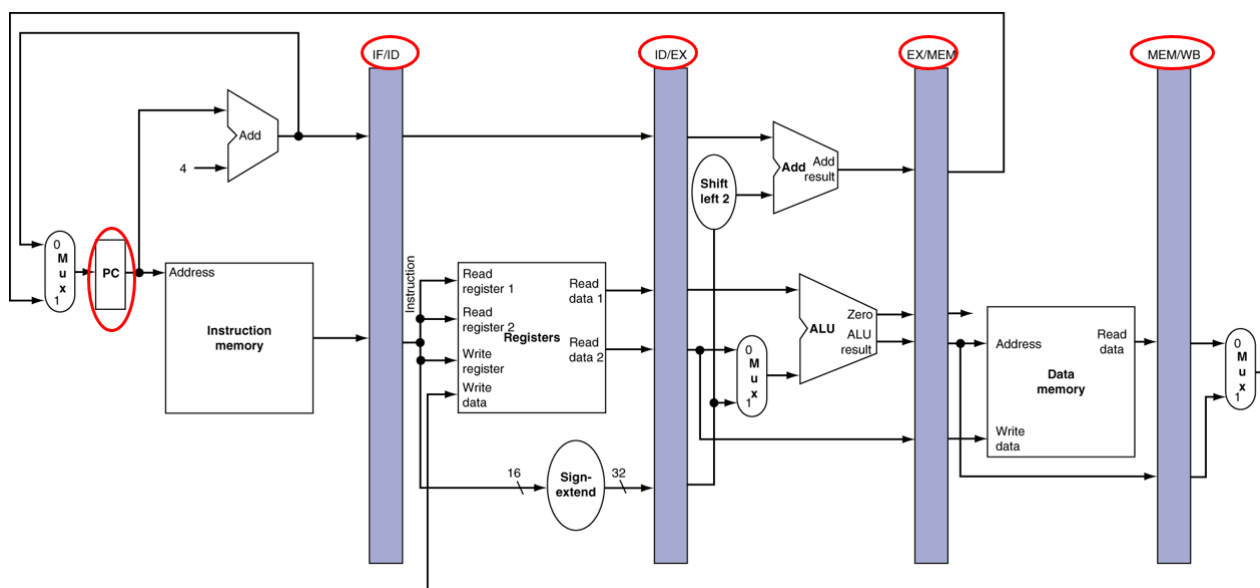 IF/ID
ID/EX
EX/MEM
MEM/WB
Add
4
Shift
left 2
Add
Add
result
0
M
u
x
1
PC
Address
Instruction
memory
Instruction
Read
register 1
Read
register 2
Registers
Write
register
Write
data
Read
data 1
Read
data 2
16
Sign-
extend
32
0
M
u
x
1
ALU
Zero
ALU
result
Address
Read
data
Data
memory
Write
data
0
M
u
x
1